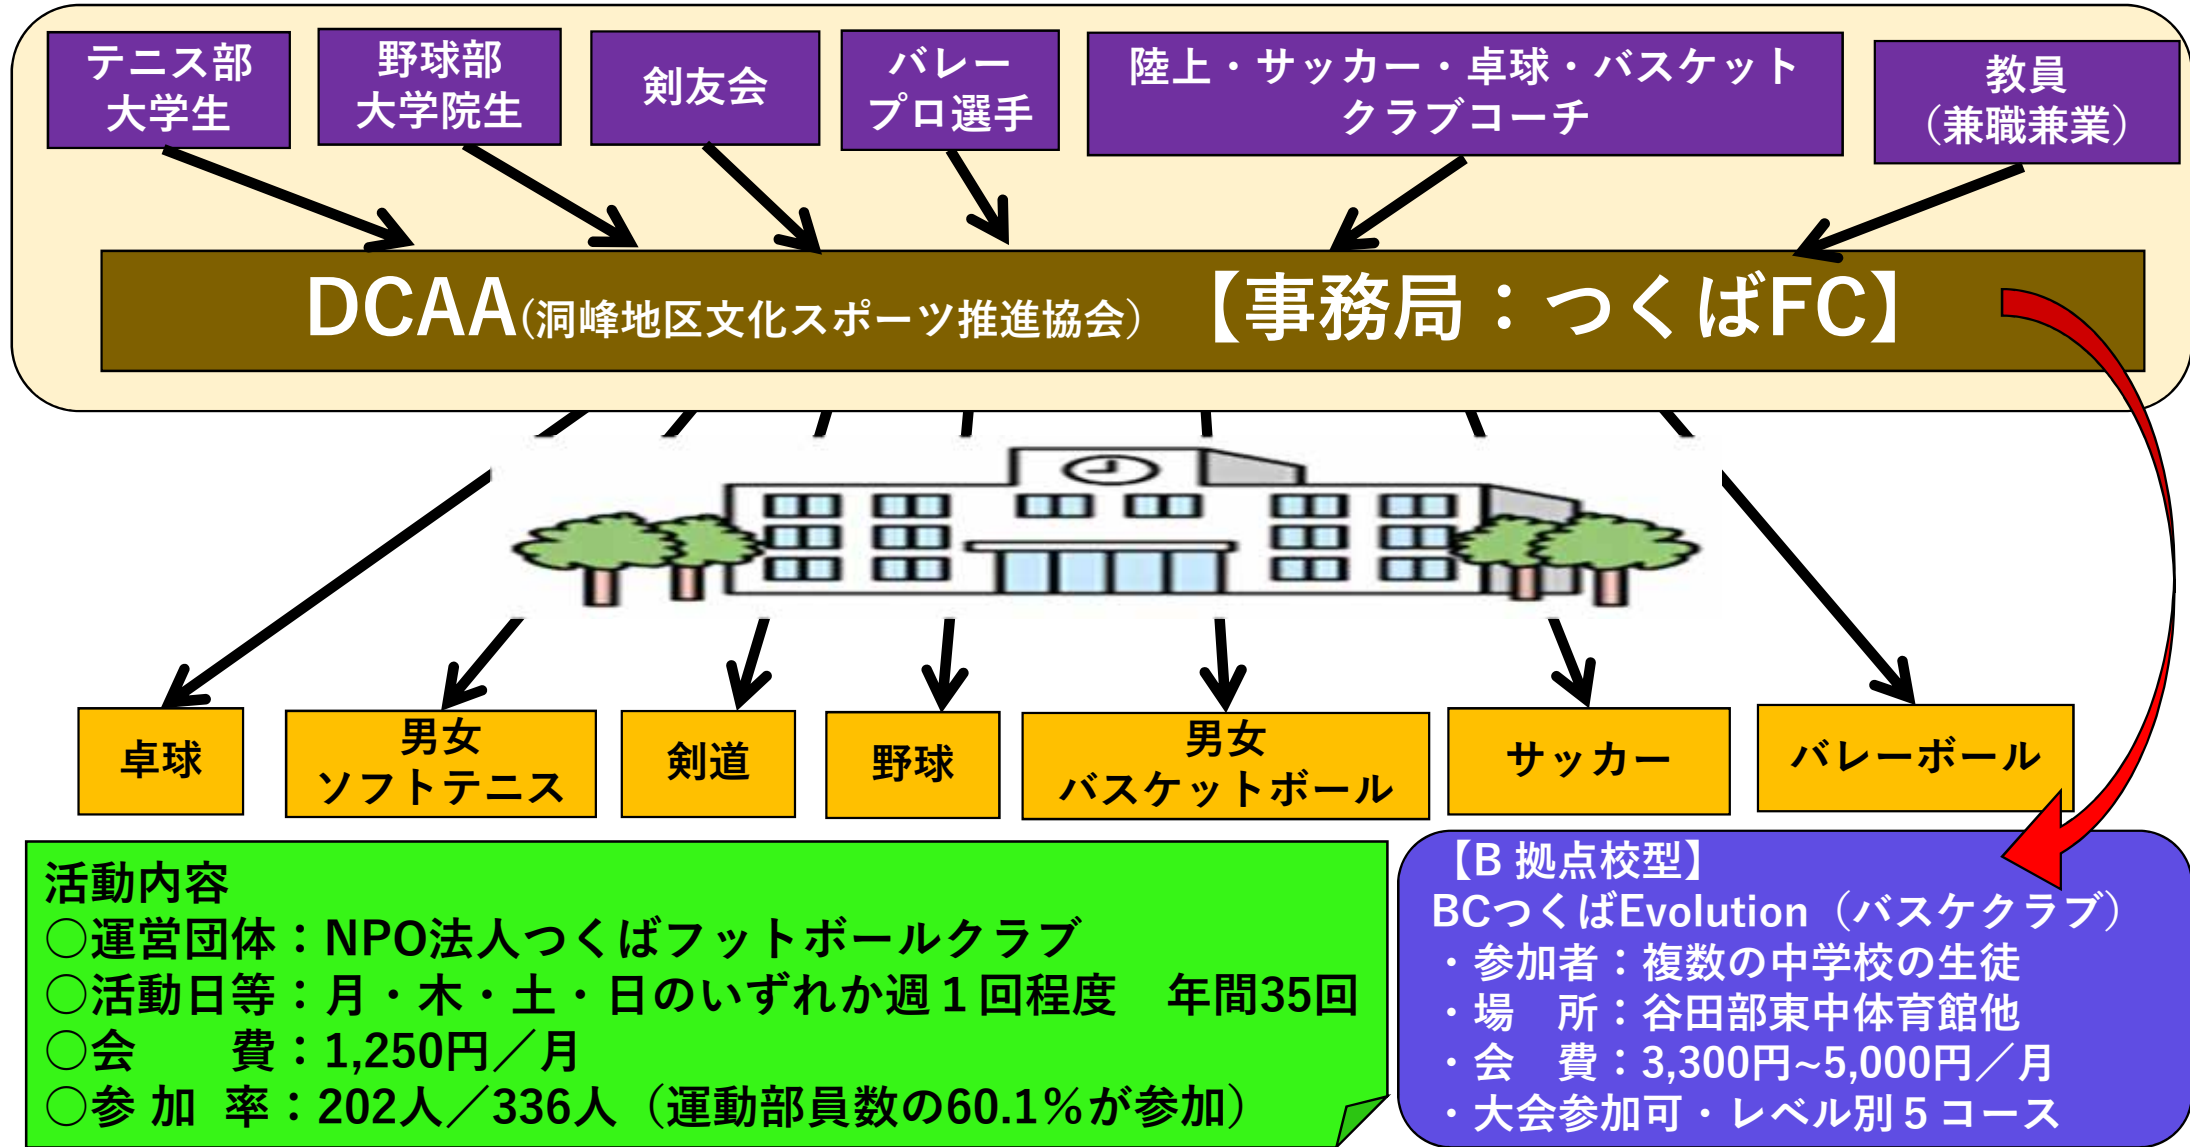 テニス部
大学生
野球部
大学院生
剣友会
バレー
プロ選手
陸上・サッカー・卓球・バスケット
クラブコーチ
教員
（兼職兼業）
DCAA(洞峰地区文化スポーツ推進協会）【事務局：つくばFC】
卓球
男女
ソフトテニス
剣道
野球
男女
バスケットボール
サッカー
バレーボール
活動内容
○運営団体：NPO法人つくばフットボールクラブ
○活動日等：月・木・土・日のいずれか週１回程度　年間35回
○会　　費：1,250円／月
○参 加 率：202人／336人（運動部員数の60.1％が参加）
【B 拠点校型】
BCつくばEvolution（バスケクラブ）
・参加者：複数の中学校の生徒
・場　所：谷田部東中体育館他
・会　費：3,300円~5,000円／月
・大会参加可・レベル別５コース